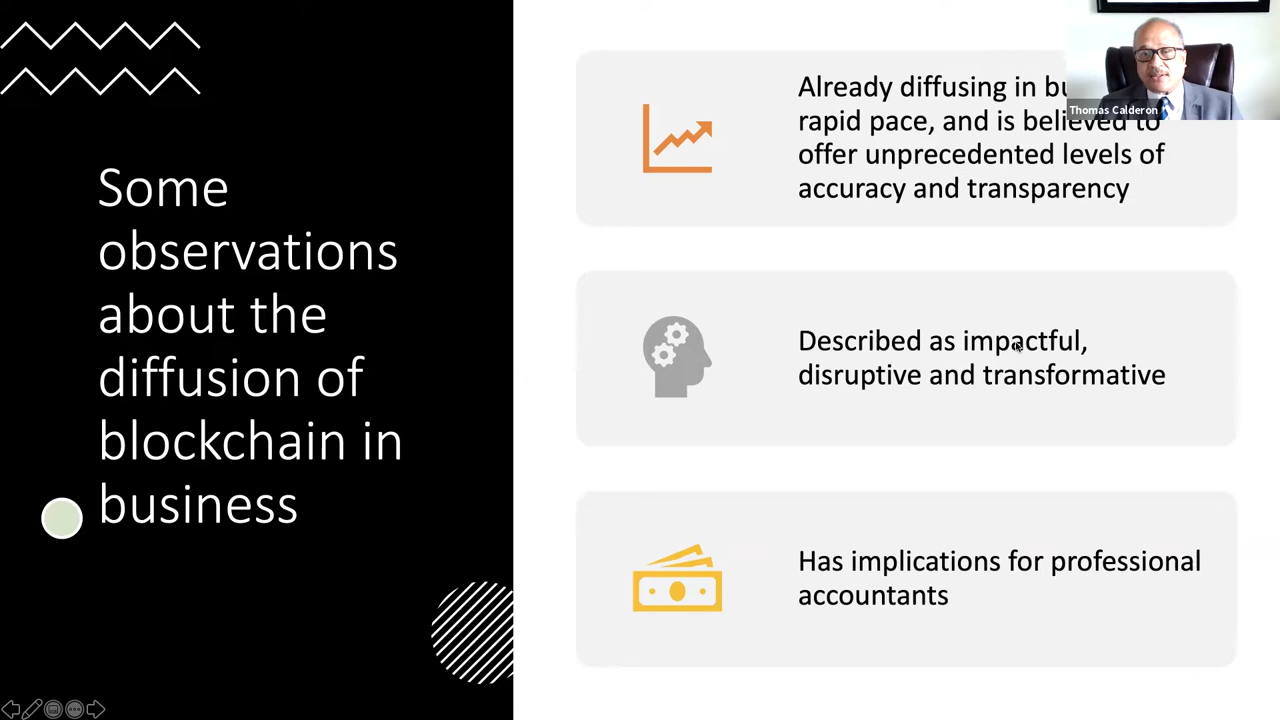 Some
observations
about the
diffusion of
blockchain in
business
Already diffusing in
rapid pace, and is believed to
offer unprecedented levels of
accuracy and transparency
Thomas Calderon
Described as impactful,
disruptive and transformative
Has implications for professional
accountants